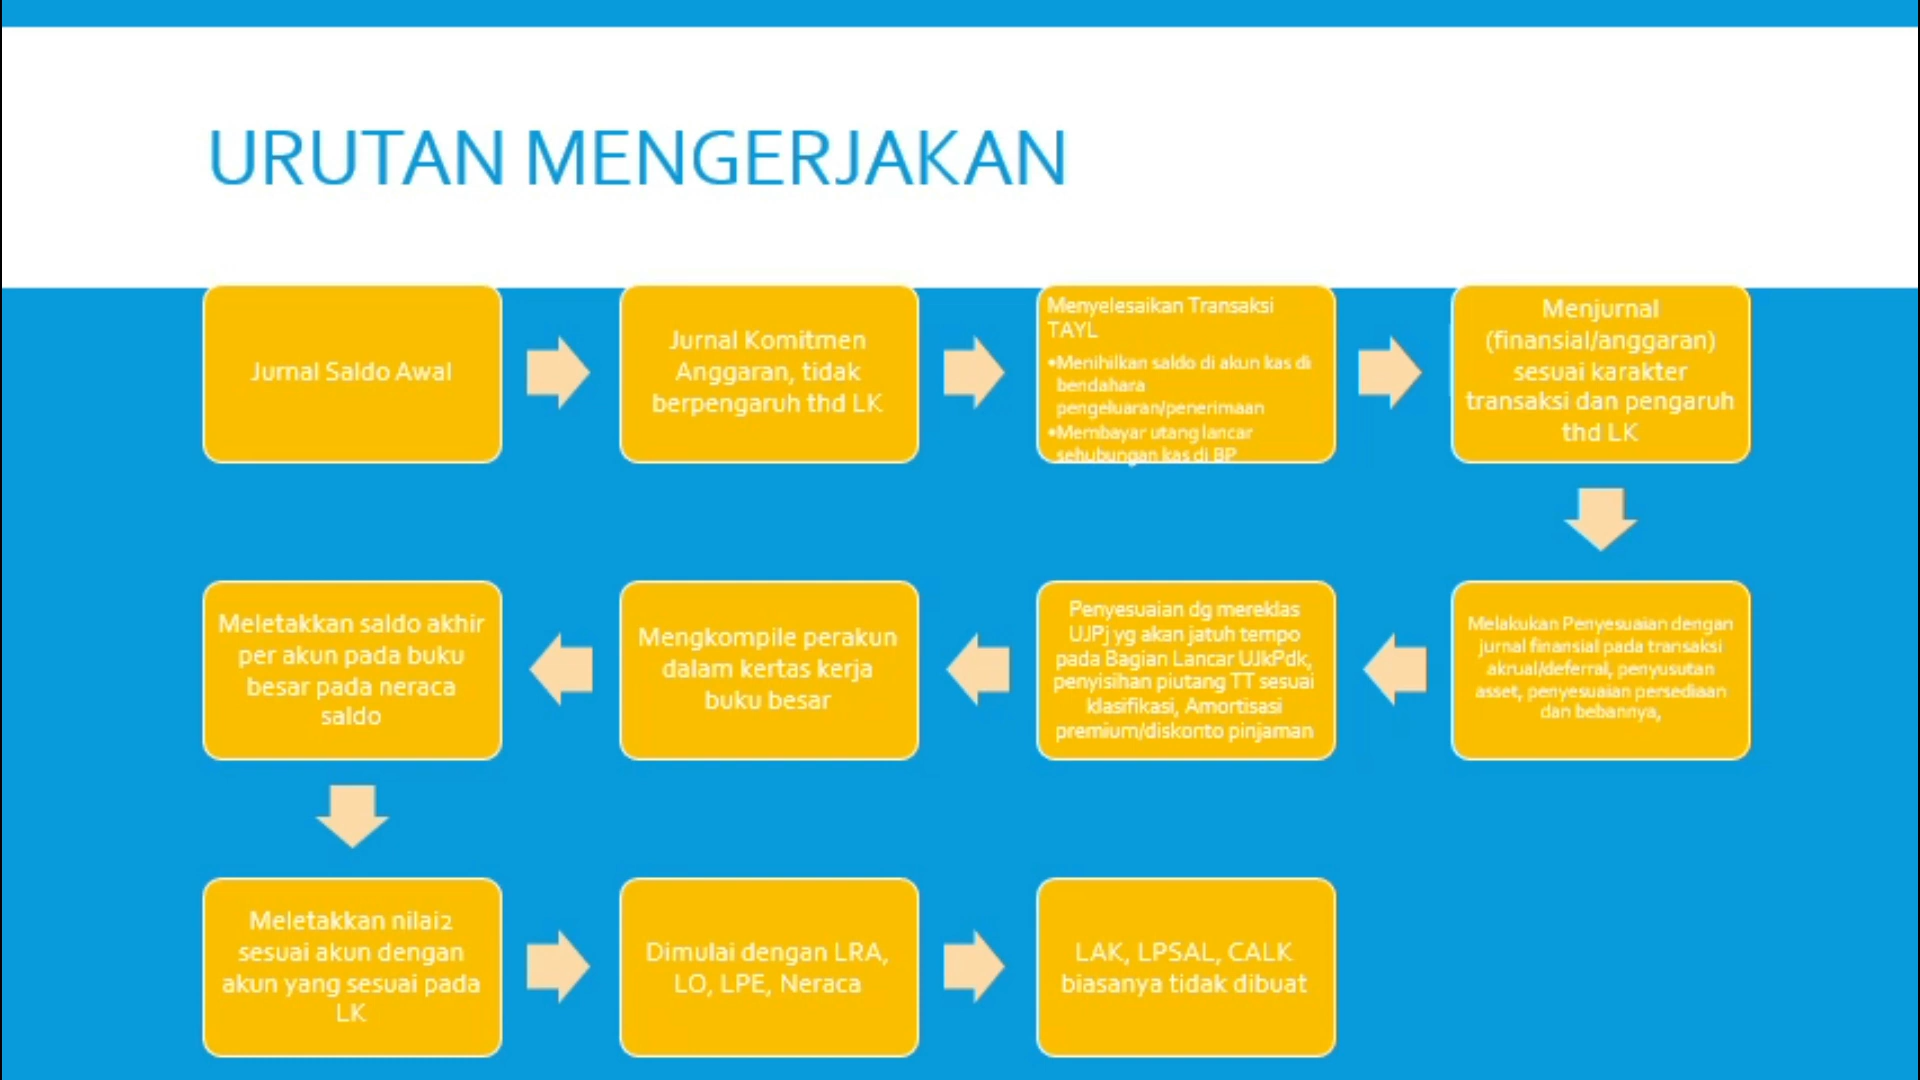 URUTAN MENGERJAKAN
Jurnal Saldo Awal
Jurnal Komitmen
Anggaran, tidak
berpengaruh thd LK
Menyelesaikan Transaksi
TAYL
•Menihilkan saldo di akun kas di
bendahara
pengeluaran/penerimaan
•Membayar utang lancar
sehubungan kas di BP
Menjurnal
(finansial/anggaran)
sesuai karakter
transaksi dan pengaruh
thd LK
Melakukan Penyesuaian dengan
jurnal finansial pada transaksi
akrual/deferral, penyusutan
asset, penyesuaian persediaan
dan bebannya,
Penyesuaian dg mereklas
UJPj yg akan jatuh tempo
pada Bagian Lancar UJkPdk,
penyisihan piutang TT sesuai
klasifikasi, Amortisasi
premium/diskonto pinjaman
Mengkompile perakun
dalam kertas kerja
buku besar
Meletakkan saldo akhir
per akun pada buku
besar pada neraca
saldo
Meletakkan nilai2
sesuai akun dengan
akun yang sesuai pada
LK
Dimulai dengan LRA,
LO, LPE, Neraca
LAK, LPSAL, CALK
biasanya tidak dibuat